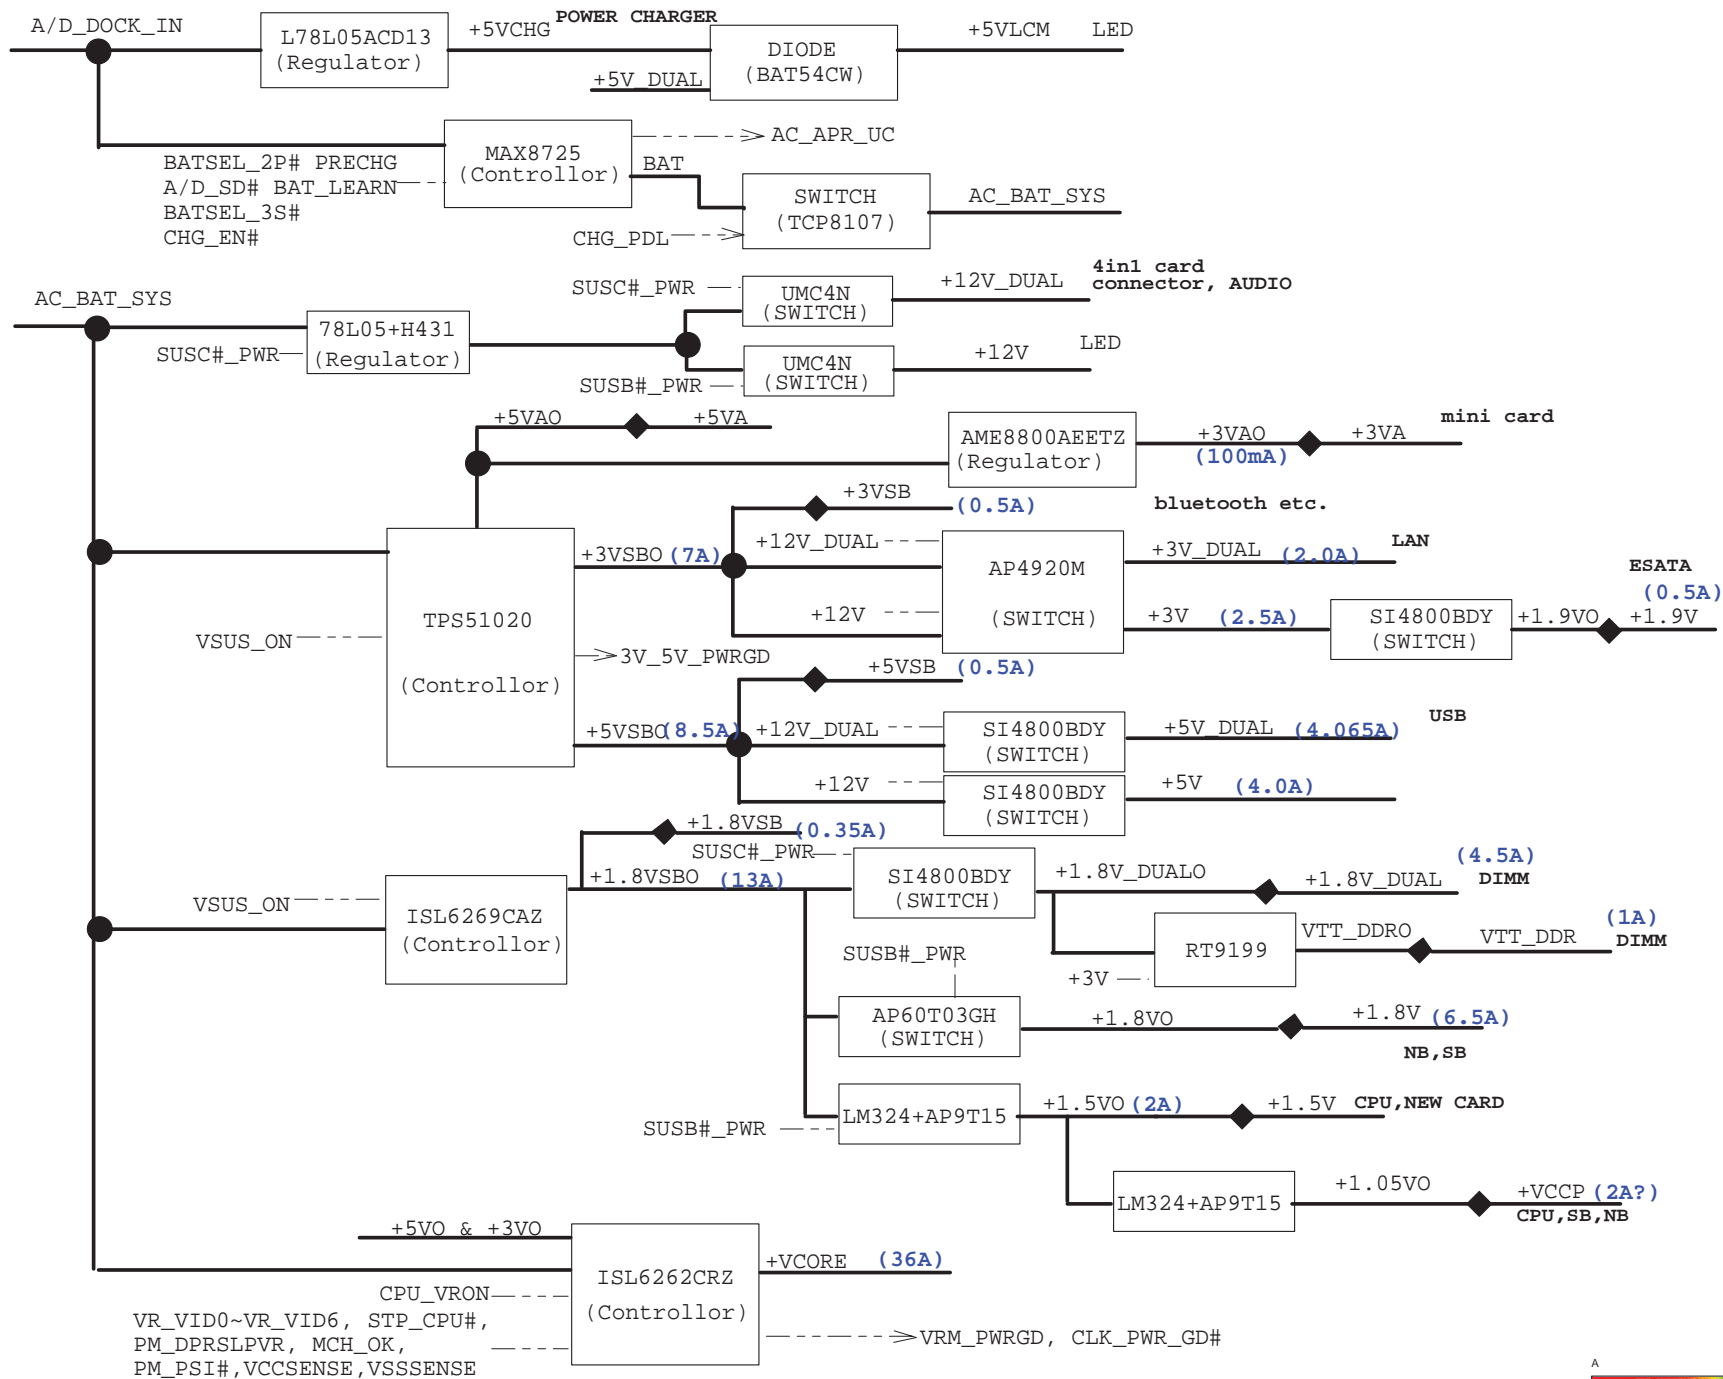 POWER CHARGER
A/D_DOCK_IN
L78L05ACD13
(Regulator)
+5VCHG
+5V_DUAL
DIODE
(BAT54CW)
+5VLCM LED
BATSEL_2P# PRECHG
A/D_SD# BAT_LEARN
BATSEL_3S#
CHG_EN#
MAX8725
(Controllor)
AC_APR_UC
BAT
CHG_PDL
SWITCH
(TCP8107)
AC_BAT_SYS
AC_BAT_SYS
SUSC#_PWR
78L05+H431
(Regulator)
SUSC#_PWR
UMC4N
(SWITCH)
+12V_DUAL
4in1 card
connector, AUDIO
SUSB#_PWR
UMC4N
(SWITCH)
+12V
LED
+5VAO
+5VA
AME8800AEETZ
(Regulator)
+3VAO
(100mA)
+3VA
mini card
VSUS_ON
TPS51020
(Controllor)
3V_5V_PWRGD
+3VSBO (7A)
+3VSB (0.5A)
bluetooth etc.
+12V_DUAL
+12V
AP4920M
(SWITCH)
+3V_DUAL (2.0A)
LAN
+3V (2.5A)
SI4800BDY
(SWITCH)
+1.9VO
+1.9V
ESATA
(0.5A)
+5VSBO(8.5A)
+5VSB (0.5A)
+12V_DUAL
SI4800BDY
(SWITCH)
+5V_DUAL (4.065A)
USB
+12V
SI4800BDY
(SWITCH)
+5V (4.0A)
VSUS_ON
ISL6269CAZ
(Controllor)
+1.8VSB (0.35A)
+1.8VSBO (13A)
SUSC#_PWR
SI4800BDY
(SWITCH)
+1.8V_DUALO
+1.8V_DUAL
(4.5A)
DIMM
+3V
RT9199
VTT_DDRO
VTT_DDR
(1A)
DIMM
SUSB#_PWR
AP60T03GH
(SWITCH)
+1.8VO
+1.8V (6.5A)
NB,SB
SUSB#_PWR
LM324+AP9T15
+1.5VO (2A)
+1.5V CPU,NEW CARD
LM324+AP9T15
+1.05VO
+VCCP (2A?)
CPU,SB,NB
+5VO & +3VO
CPU_VRON
VR_VID0~VR_VID6, STP_CPU#,
PM_DPRSLPVR, MCH_OK,
PM_PSI#,VCCSENSE,VSSSENSE
ISL6262CRZ
(Controllor)
+VCORE (36A)
VRM_PWRGD, CLK_PWR_GD#
A